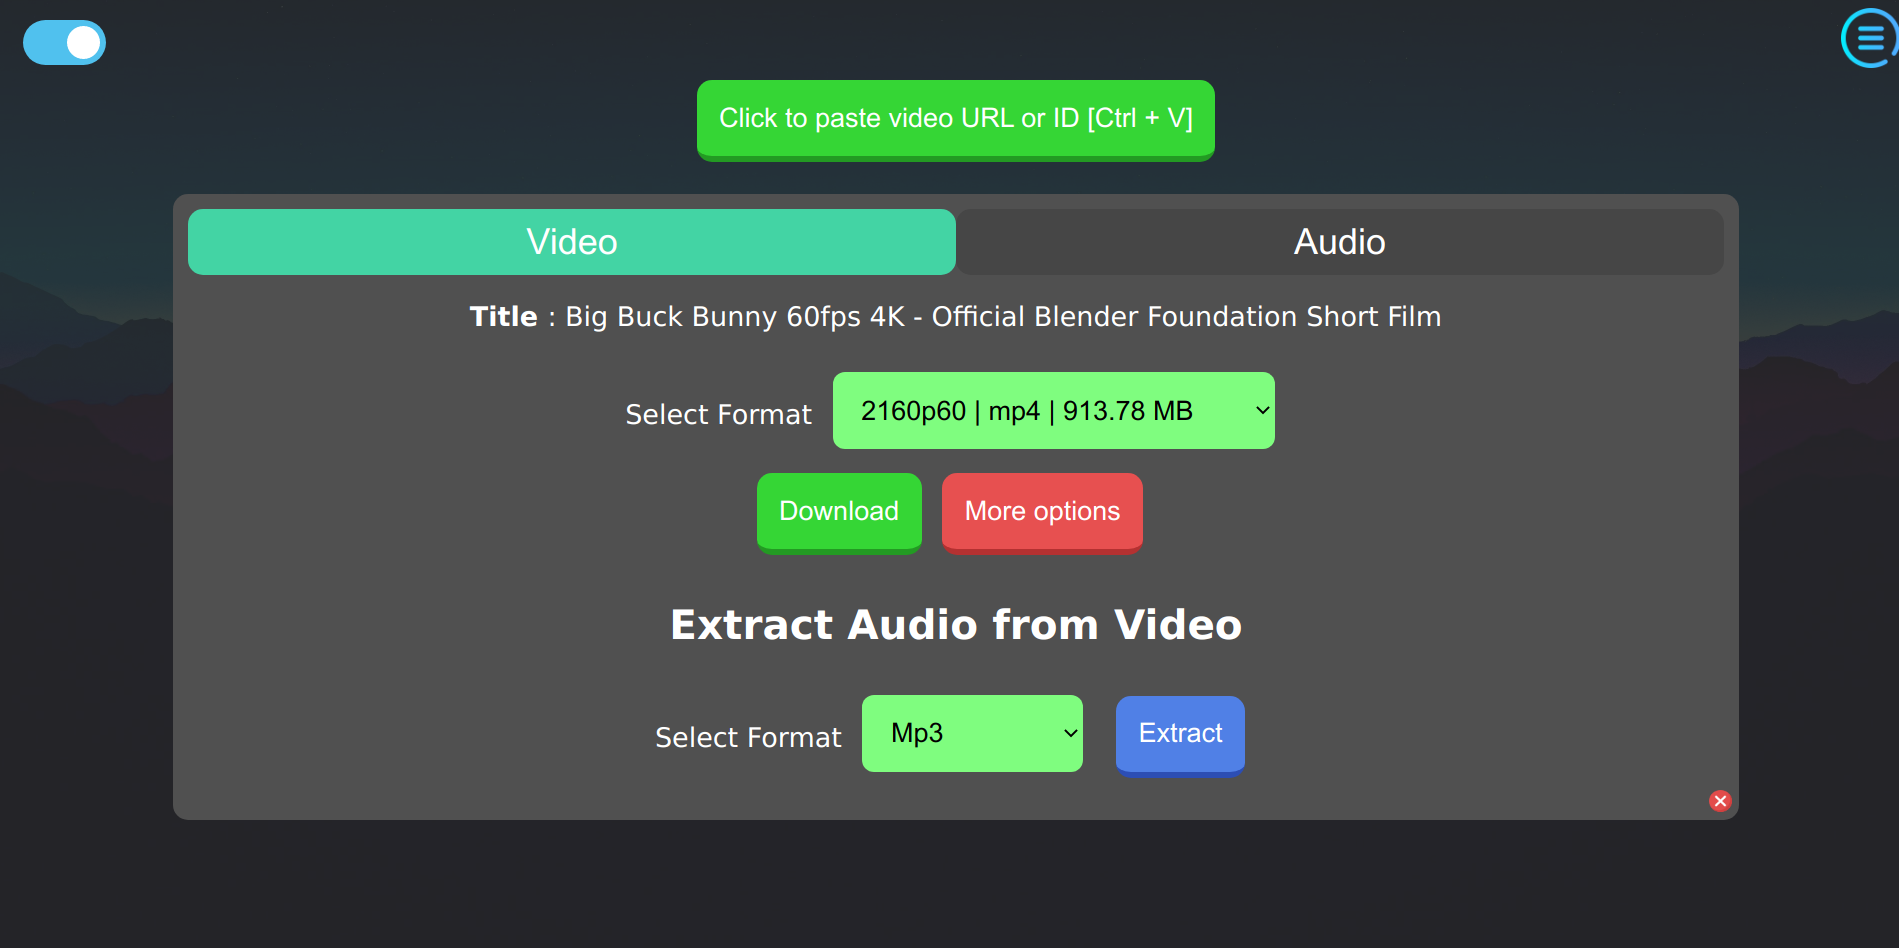 Click to paste video URL or ID [Ctrl + V]
Video
Audio
Title : Big Buck Bunny 60fps 4K - Official Blender Foundation Short Film
Select Format
2160p60 | mp4 | 913.78 MB
Download
More options
Extract Audio from Video
Select Format
Mp3
Extract